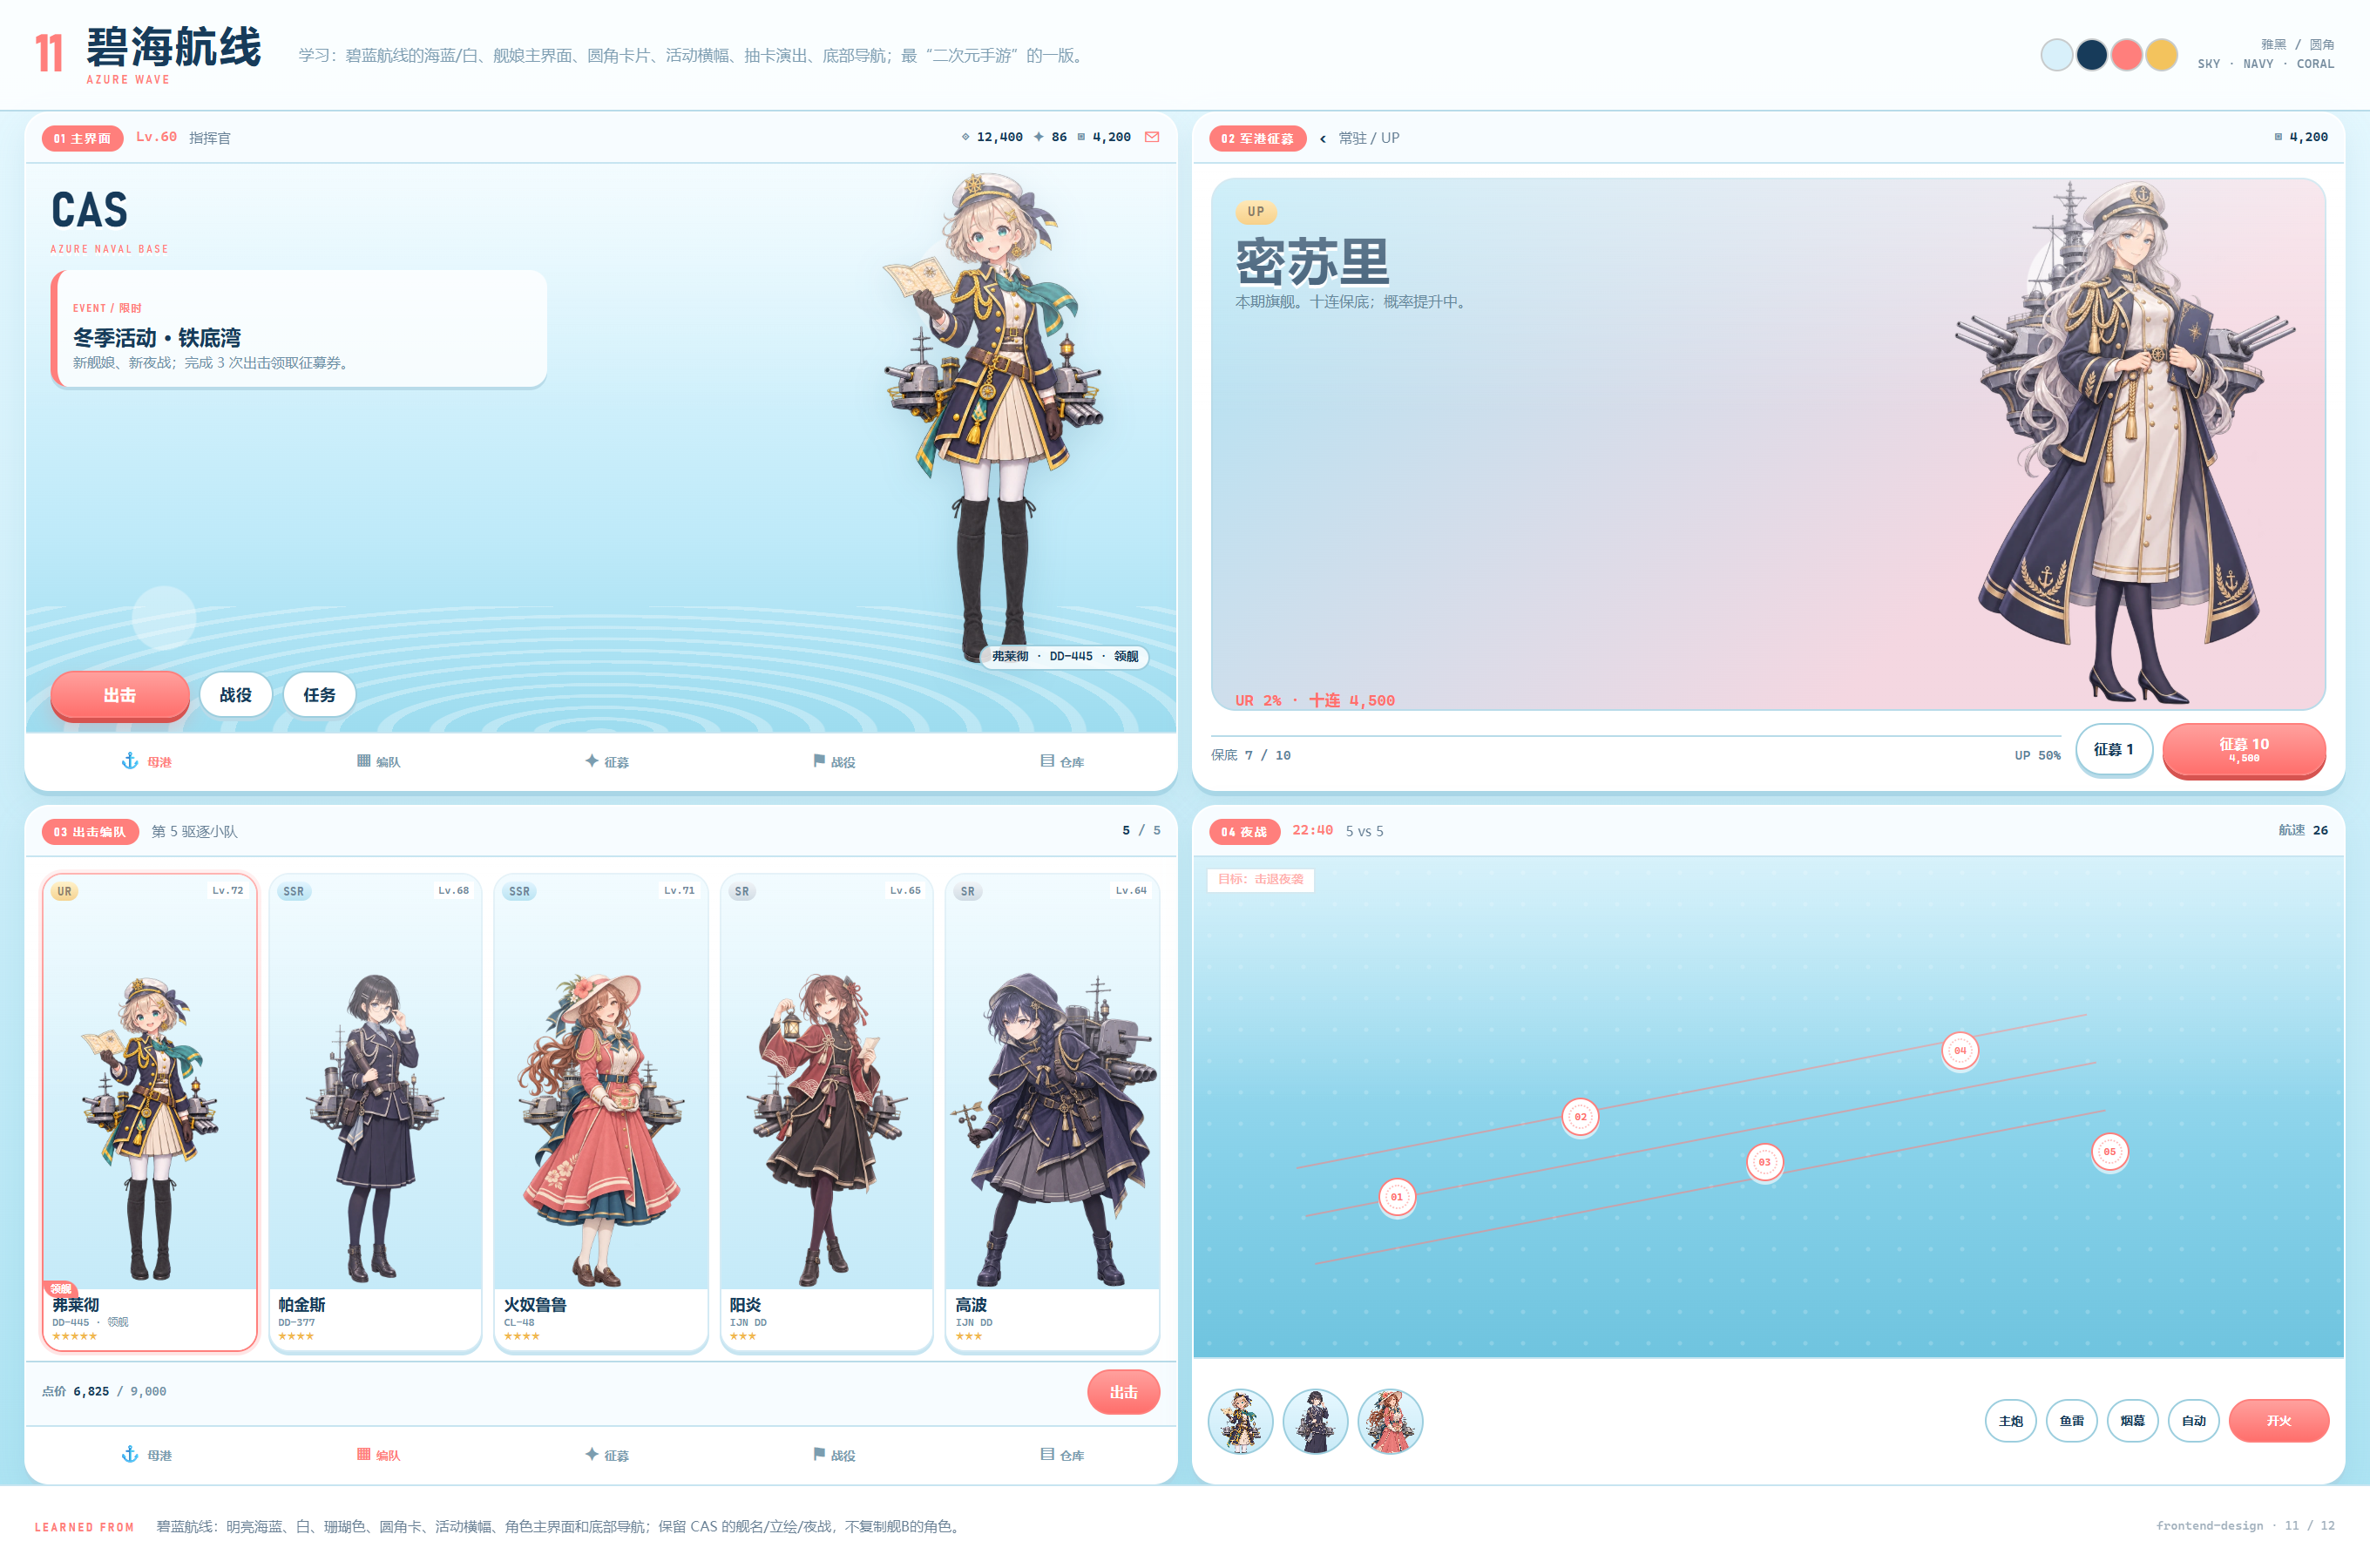 11 碧海航线
AZURE WAVE
学习：碧蓝航线的海蓝/白、舰娘主界面、圆角卡片、活动横幅、抽卡演出、底部导航；最“二次元手游”的一版。
雅黑 / 圆角
SKY · NAVY · CORAL
01 主界面 Lv.60 指挥官
12,400 86 4,200
CAS
AZURE NAVAL BASE
EVENT / 限时
冬季活动・铁底湾
新舰娘、新夜战；完成 3 次出击领取征募券。
弗莱彻 · DD-445 · 领舰
出击 战役 任务
母港 编队 征募 战役 仓库
02 军港征募 ‹ 常驻 / UP
4,200
UP
密苏里
本期旗舰。十连保底；概率提升中。
UR 2% · 十连 4,500
保底 7 / 10
UP 50%
征募 1
征募 10
4,500
03 出击编队 第 5 驱逐小队
5 / 5
UR Lv.72
领舰
弗莱彻
DD-445 · 领舰
★★★★★
SSR Lv.68
帕金斯
DD-377
★★★★
SSR Lv.71
火奴鲁鲁
CL-48
★★★★
SR Lv.65
阳炎
IJN DD
★★★
SR Lv.64
高波
IJN DD
★★★
点价 6,825 / 9,000
出击
母港 编队 征募 战役 仓库
04 夜战 22:40 5 vs 5
航速 26
目标：击退夜袭
04
02
03
05
01
主炮 鱼雷 烟幕 自动 开火
LEARNED FROM 碧蓝航线：明亮海蓝、白、珊瑚色、圆角卡、活动横幅、角色主界面和底部导航；保留 CAS 的舰名/立绘/夜战，不复制舰B的角色。
frontend-design · 11 / 12